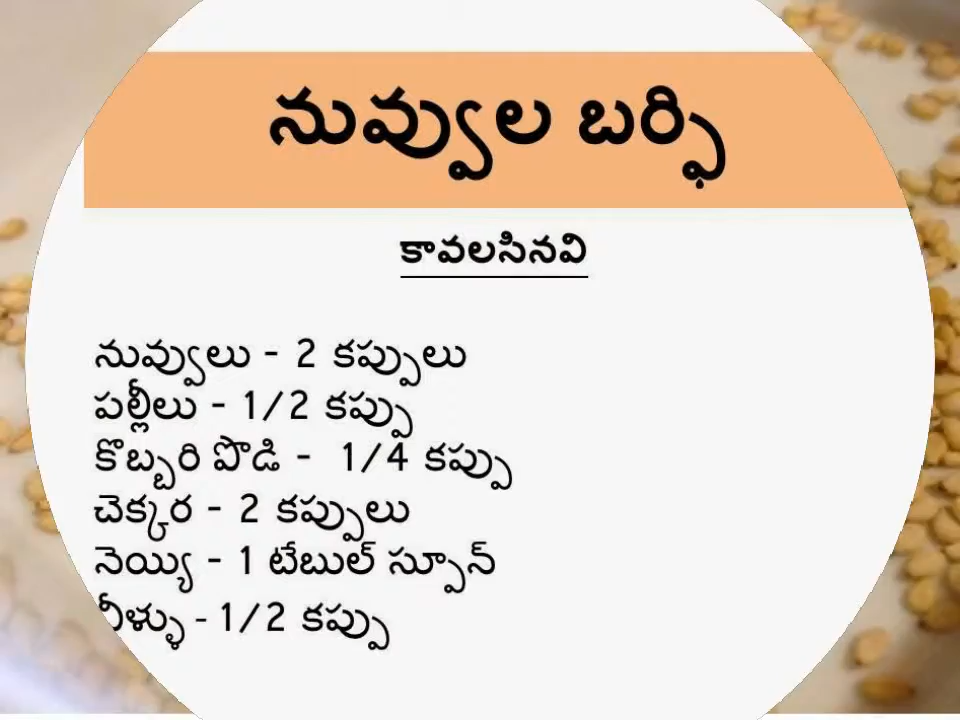 నువ్వుల బర్ఫి
కావలసినవి
నువ్వులు - 2 కప్పులు
పల్లీలు - 1/2 కప్పు
కొబ్బరి పొడి - 1/4 కప్పు
చెక్కర - 2 కప్పులు
నెయ్యి - 1 టేబుల్ స్పూన్
నీళ్ళు - 1/2 కప్పు